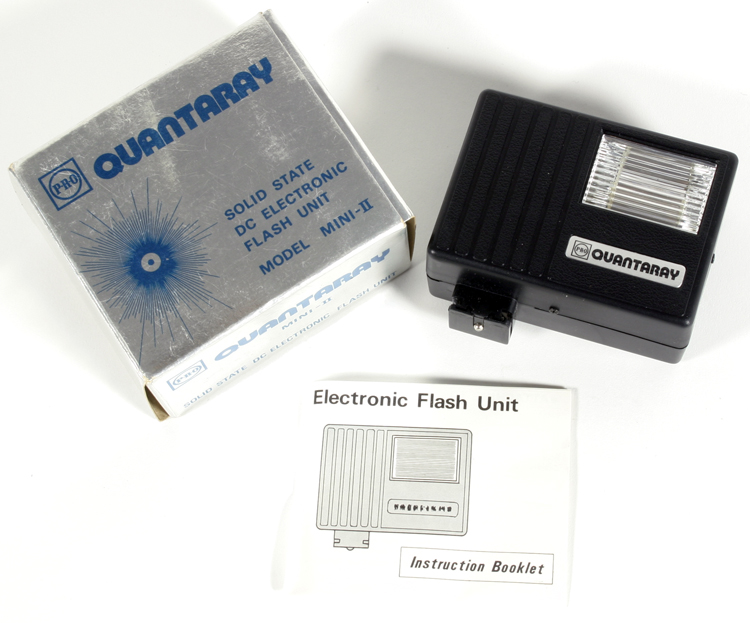 PRO
QUANTARAY
SOLID STATE
DC ELECTRONIC
FLASH UNIT
MODEL MINI-II
PRO
QUANTARAY
MINI-II
SOLID STATE DC ELECTRONIC FLASH UNIT
PRO
QUANTARAY
Electronic Flash Unit
Instruction Booklet